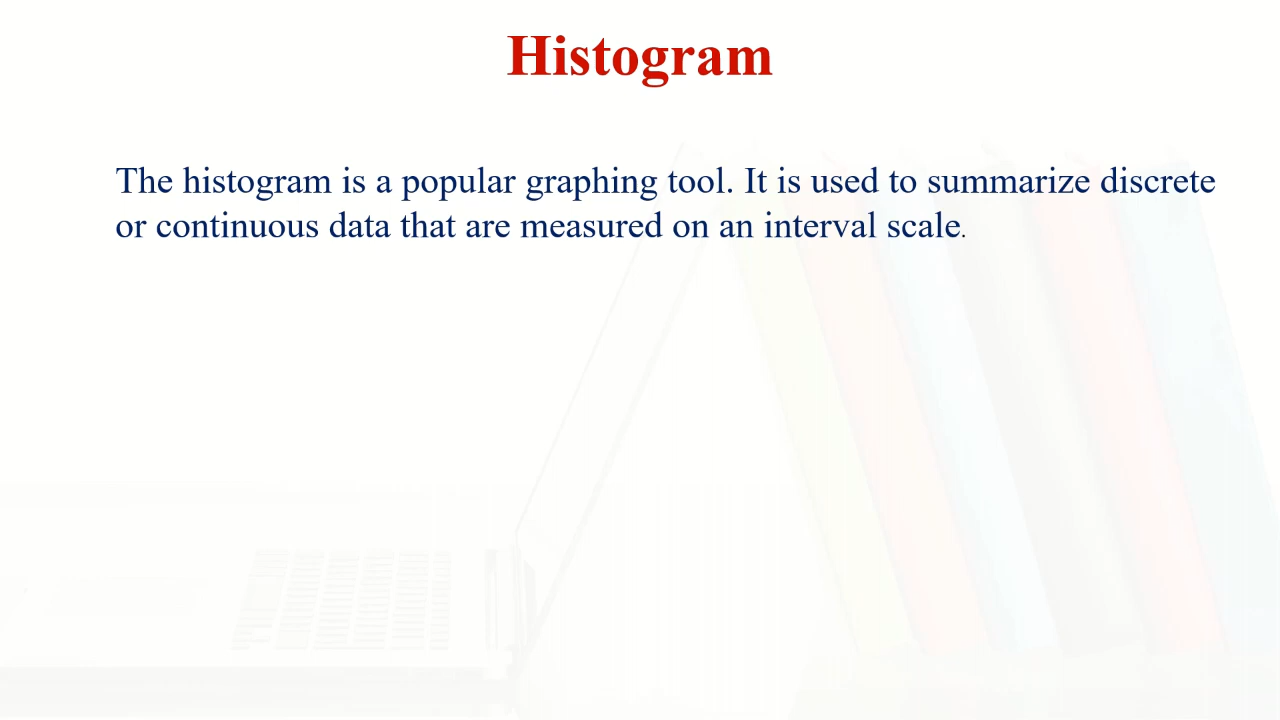 Histogram
The histogram is a popular graphing tool. It is used to summarize discrete
or continuous data that are measured on an interval scale.